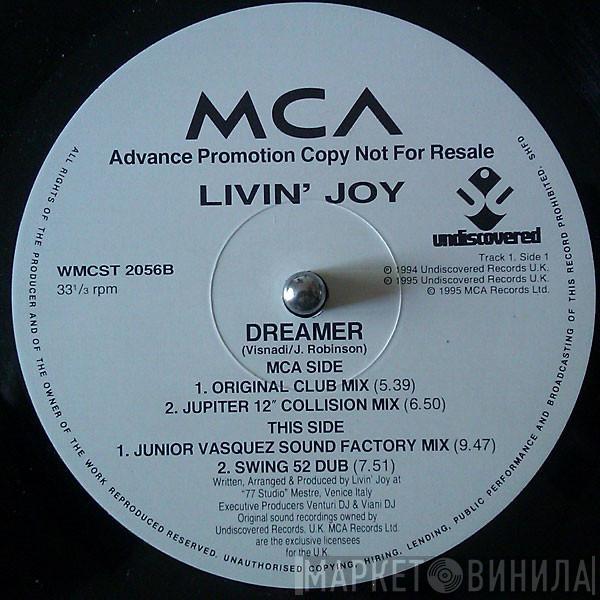 MCA
Advance Promotion Copy Not For Resale
LIVIN' JOY
undiscovered
WMCST 2056B
33 1/3 rpm
Track 1. Side 1
℗ 1994 Undiscovered Records U.K.
℗ 1995 Undiscovered Records U.K.
© 1995 MCA Records Ltd.
DREAMER
(Visnadi/J. Robinson)
MCA SIDE
1. ORIGINAL CLUB MIX (5.39)
2. JUPITER 12" COLLISION MIX (6.50)
THIS SIDE
1. JUNIOR VASQUEZ SOUND FACTORY MIX (9.47)
2. SWING 52 DUB (7.51)
Written, Arranged & Produced by Livin' Joy at
"77 Studio" Mestre, Venice Italy
Executive Producers Venturi DJ & Viani DJ
Original sound recordings owned by
Undiscovered Records, U.K. MCA Records Ltd.
are the exclusive licensees
for the U.K
ALL RIGHTS OF THE PRODUCER AND OF THE OWNER OF THE WORK REPRODUCED RESERVED. UNAUTHORISED COPYING, HIRING, LENDING, PUBLIC PERFORMANCE AND BROADCASTING OF THIS RECORD PROHIBITED. SHFD
МАРКЕТ ВИНИЛА